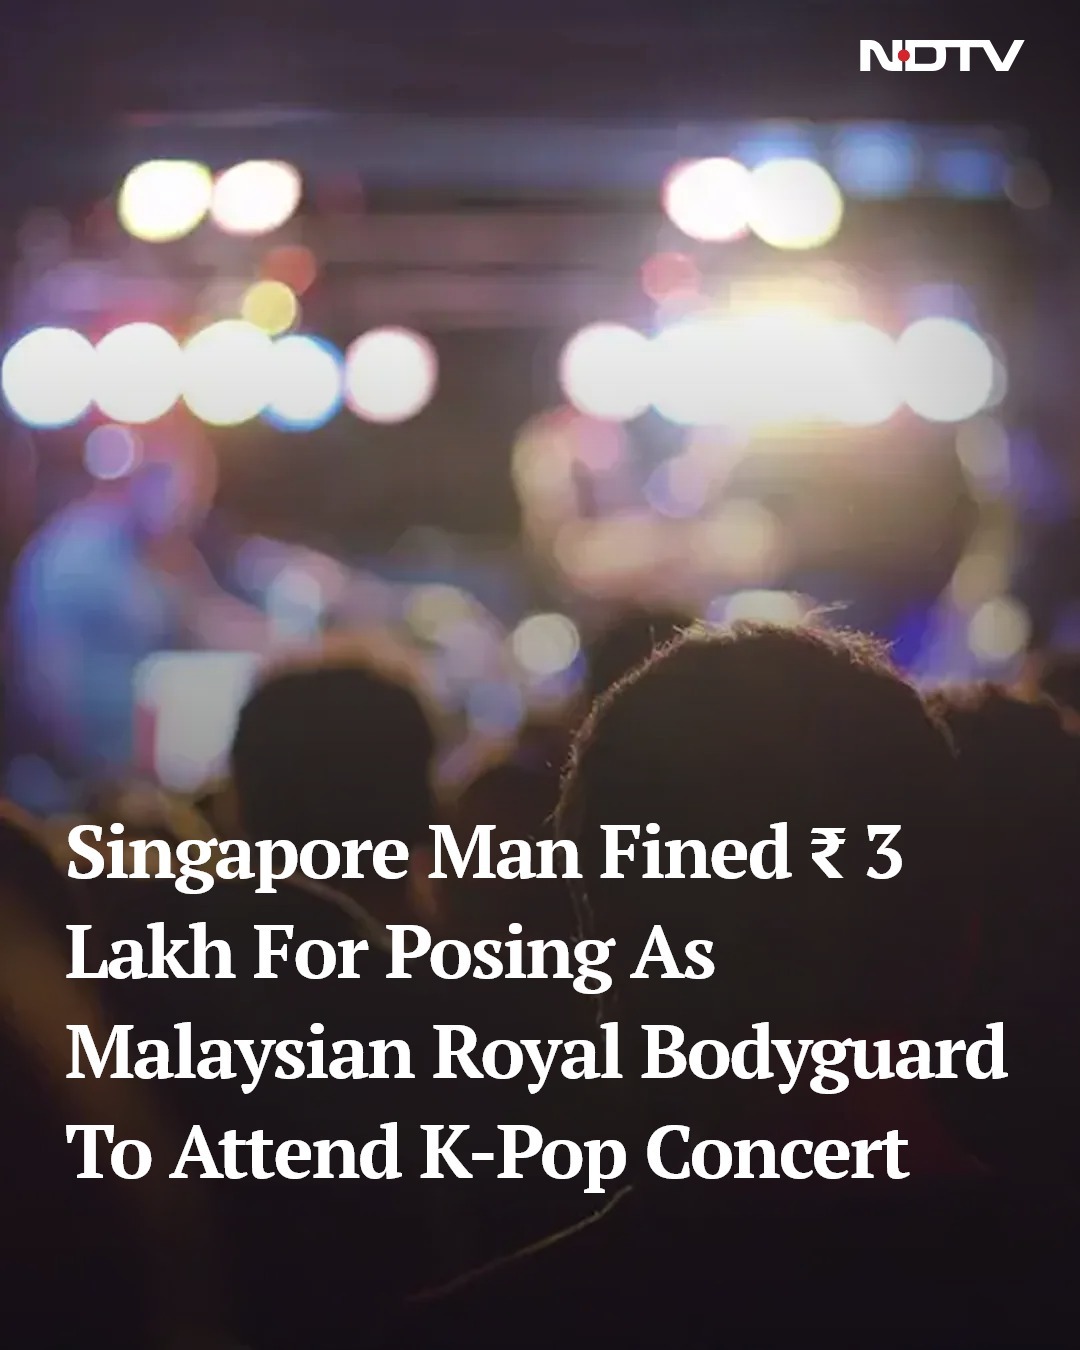 NDTV
Singapore Man Fined ₹ 3
Lakh For Posing As
Malaysian Royal Bodyguard
To Attend K-Pop Concert